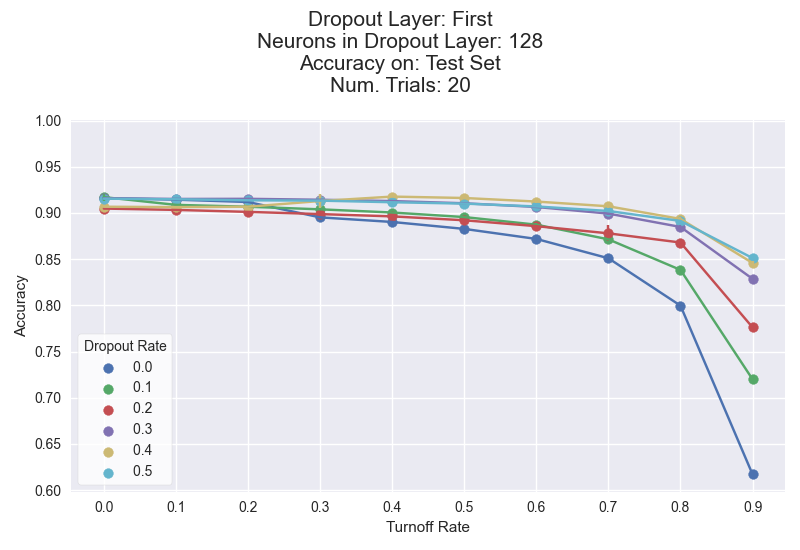 Dropout Layer: First
Neurons in Dropout Layer: 128
Accuracy on: Test Set
Num. Trials: 20
1.00
0.95
0.90
0.85
0.80
0.75
0.70
0.65
0.60
Accuracy
Dropout Rate
0.0
0.1
0.2
0.3
0.4
0.5
0.0 0.1 0.2 0.3 0.4 0.5 0.6 0.7 0.8 0.9
Turnoff Rate